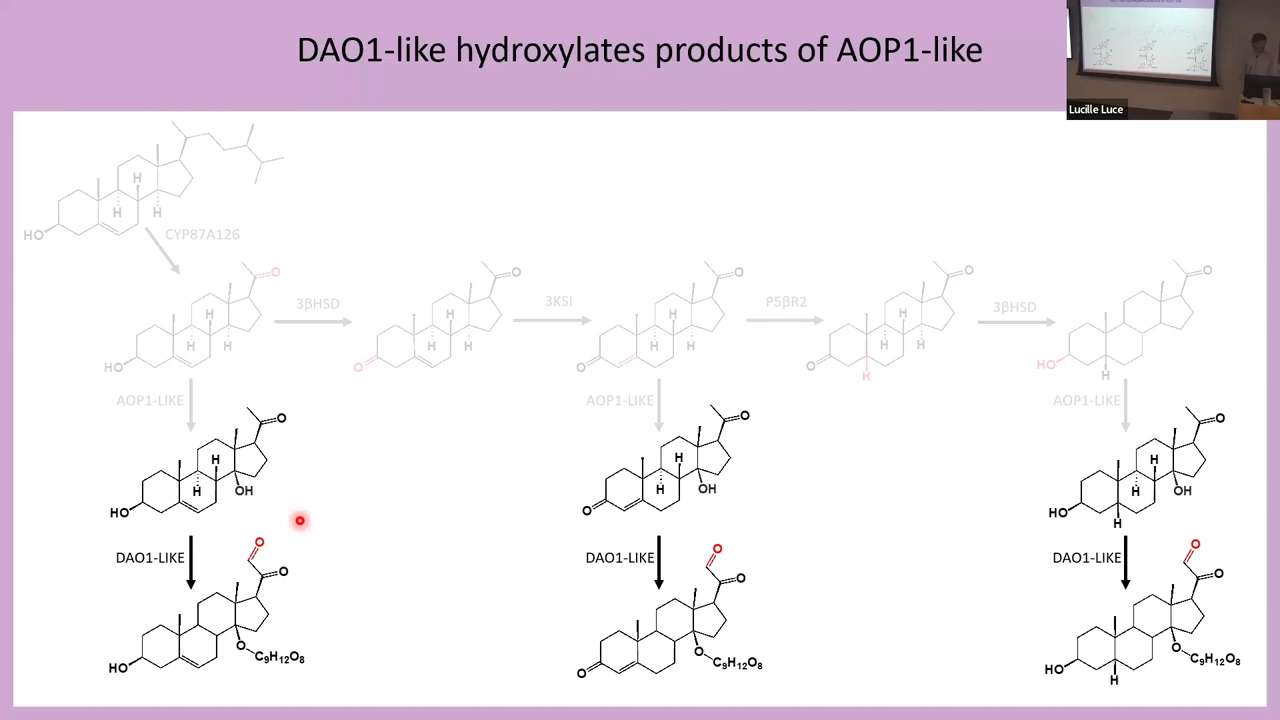 DAO1-like hydroxylates products of AOP1-like
Lucille Luce
H
H H
HO
CYP87A126
O
H
H H
HO
3βHSD
O
H
H H
O
3KSI
O
H
H H
O
P5βR2
O
H
H H
O
H
3βHSD
O
HO
H
AOP1-LIKE
AOP1-LIKE
AOP1-LIKE
O
H
H
OH
HO
O
H
H
OH
O
O
H
H
OH
HO
H
DAO1-LIKE
DAO1-LIKE
DAO1-LIKE
O
O
O
C9H12O8
HO
O
O
O
C9H12O8
O
O
O
O
C9H12O8
HO
H